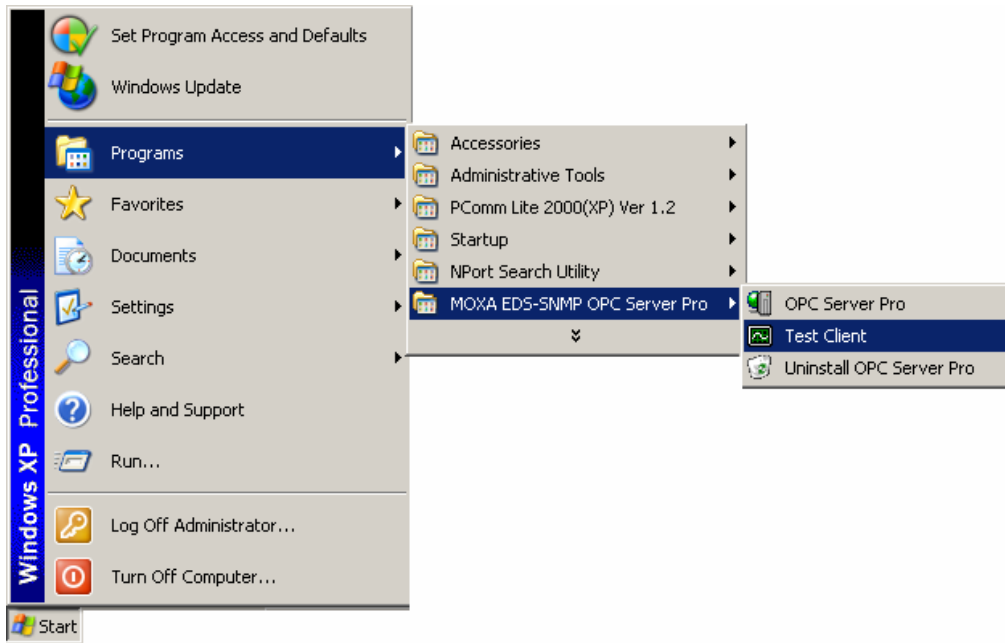 Set Program Access and Defaults
Windows Update
Programs
Favorites
Documents
Settings
Search
Help and Support
Run...
Log Off Administrator...
Turn Off Computer...
Windows XP Professional
Start
Accessories
Administrative Tools
PComm Lite 2000(XP) Ver 1.2
Startup
NPort Search Utility
MOXA EDS-SNMP OPC Server Pro
OPC Server Pro
Test Client
Uninstall OPC Server Pro